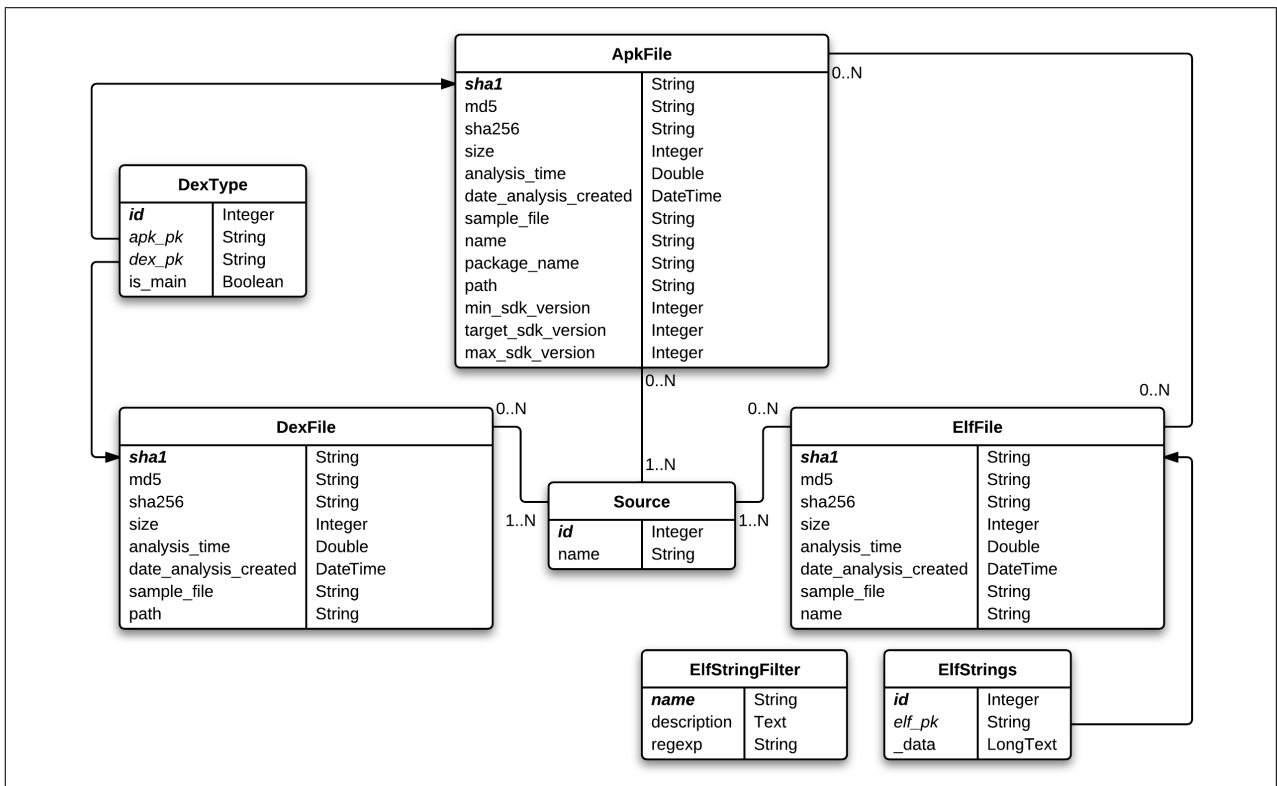 ApkFile
sha1 String
md5 String
sha256 String
size Integer
analysis_time Double
date_analysis_created DateTime
sample_file String
name String
package_name String
path String
min_sdk_version Integer
target_sdk_version Integer
max_sdk_version Integer
0..N
0..N
0..N
1..N
DexType
id Integer
apk_pk String
dex_pk String
is_main Boolean
DexFile
sha1 String
md5 String
sha256 String
size Integer
analysis_time Double
date_analysis_created DateTime
sample_file String
path String
0..N
1..N
Source
id Integer
name String
0..N
1..N
ElfFile
sha1 String
md5 String
sha256 String
size Integer
analysis_time Double
date_analysis_created DateTime
sample_file String
name String
ElfStringFilter
name String
description Text
regexp String
ElfStrings
id Integer
elf_pk String
_data LongText